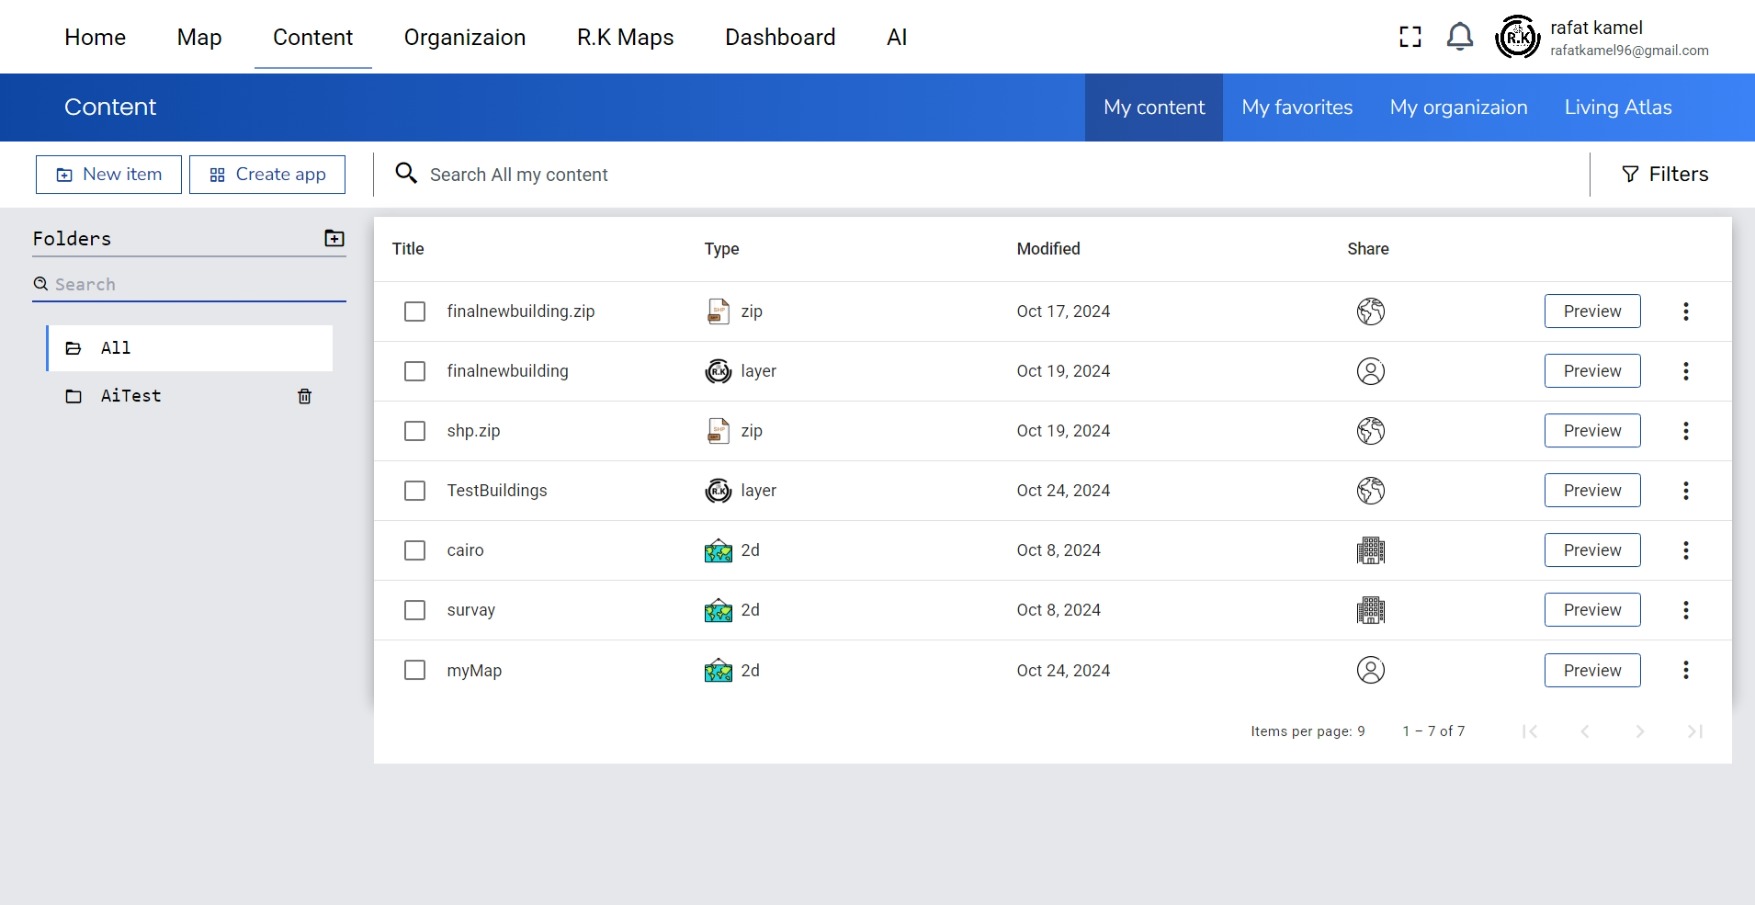 Home Map Content Organizaion R.K Maps Dashboard AI
R.K
rafat kamel
rafatkamel96@gmail.com
Content
My content My favorites My organizaion Living Atlas
New item Create app Search All my content Filters
Folders
Search
All
AiTest
Title Type Modified Share
finalnewbuilding.zip SHP zip Oct 17, 2024 Preview
finalnewbuilding R.K layer Oct 19, 2024 Preview
shp.zip SHP zip Oct 19, 2024 Preview
TestBuildings R.K layer Oct 24, 2024 Preview
cairo 2d Oct 8, 2024 Preview
survay 2d Oct 8, 2024 Preview
myMap 2d Oct 24, 2024 Preview
Items per page: 9 1 – 7 of 7